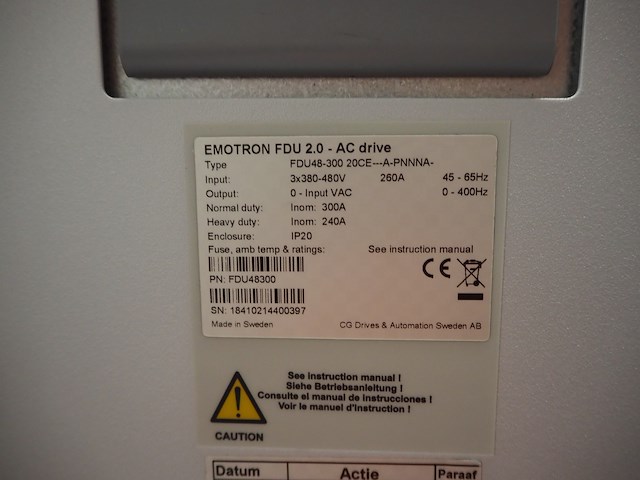 EMOTRON FDU 2.0 - AC drive
Type FDU48-300 20CE---A-PNNNA-
Input: 3x380-480V 260A 45 - 65Hz
Output: 0 - Input VAC 0 - 400Hz
Normal duty: Inom: 300A
Heavy duty: Inom: 240A
Enclosure: IP20
Fuse, amb temp & ratings: See instruction manual
PN: FDU48300
CE
SN: 18410214400397
Made in Sweden CG Drives & Automation Sweden AB
See instruction manual !
Siehe Betriebsanleitung !
Consulte el manual de instrucciones !
Voir le manuel d'instruction !
CAUTION
Datum Actie Paraaf